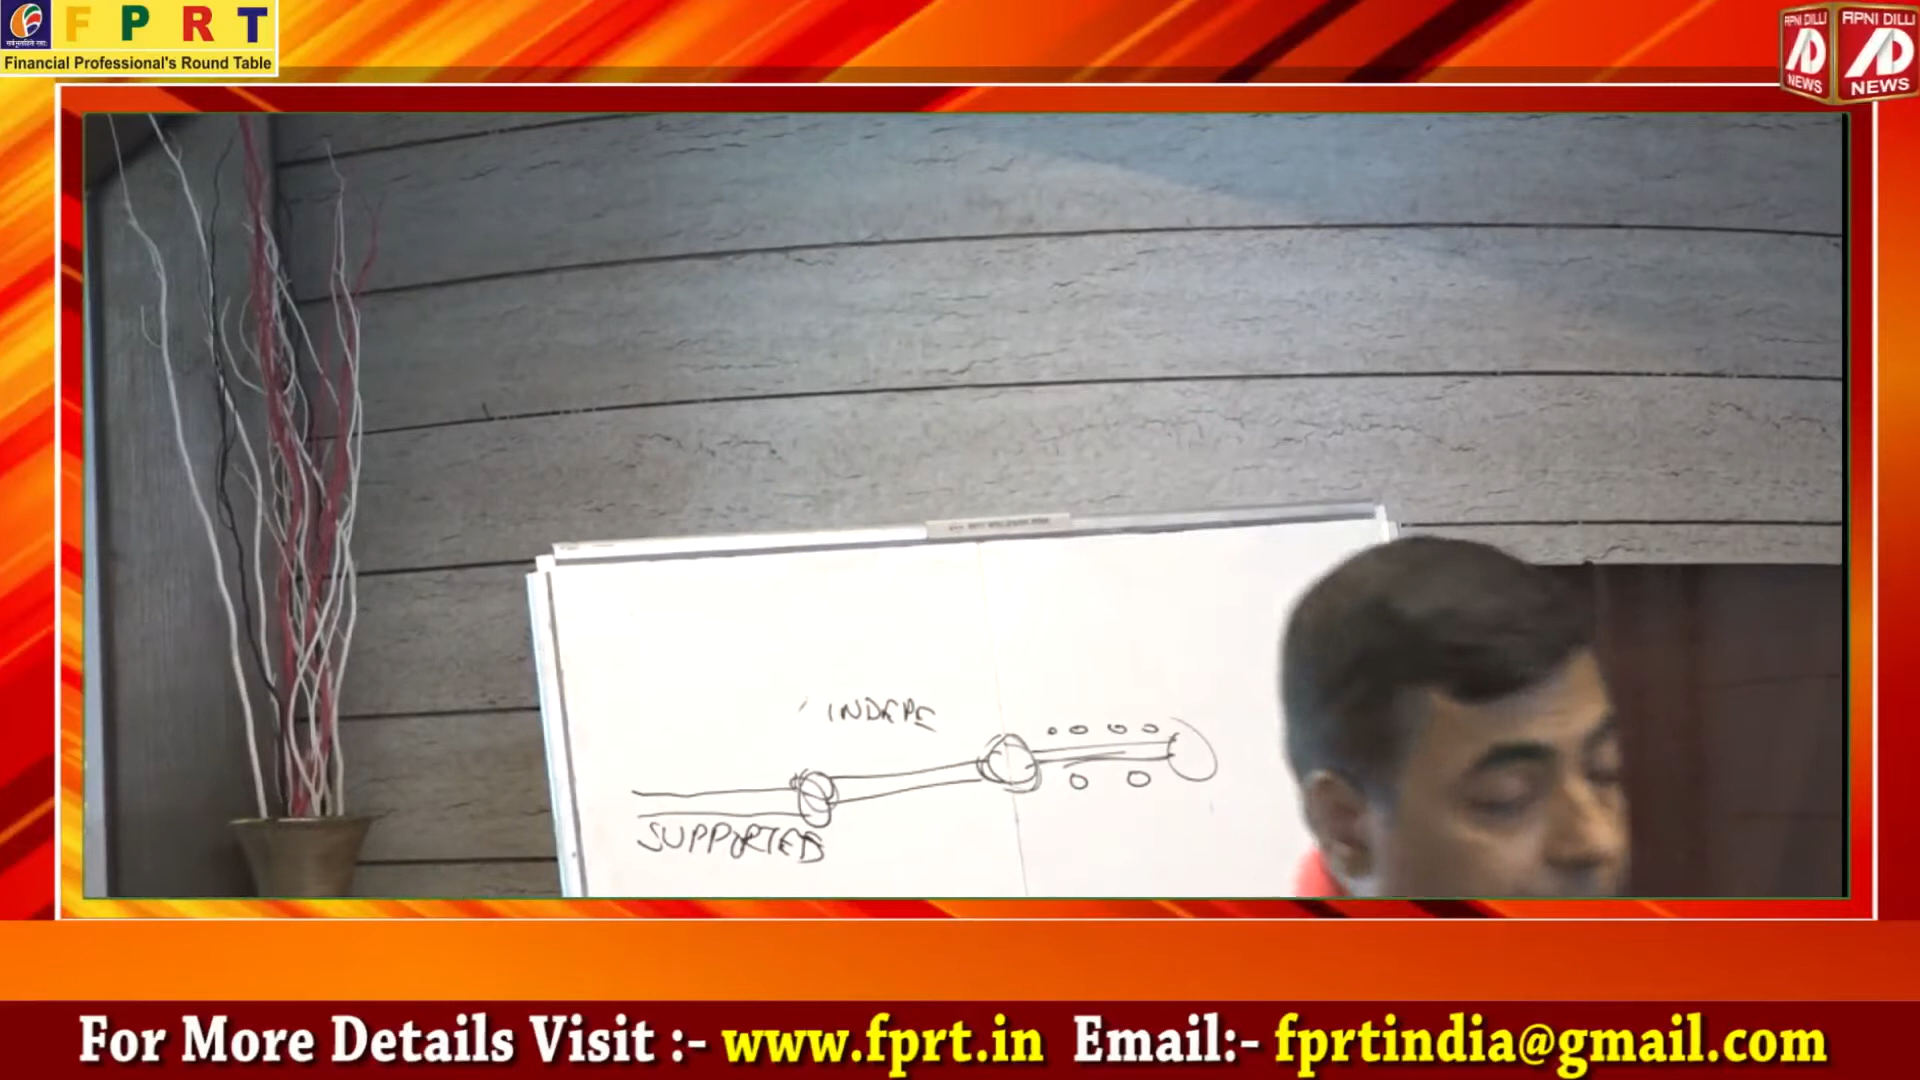 F P R T
Financial Professional's Round Table
APNI DILLI
AD
NEWS
APNI DILLI
AD
NEWS
INDEPE
SUPPORTED
For More Details Visit :- www.fprt.in Email:- fprtindia@gmail.com